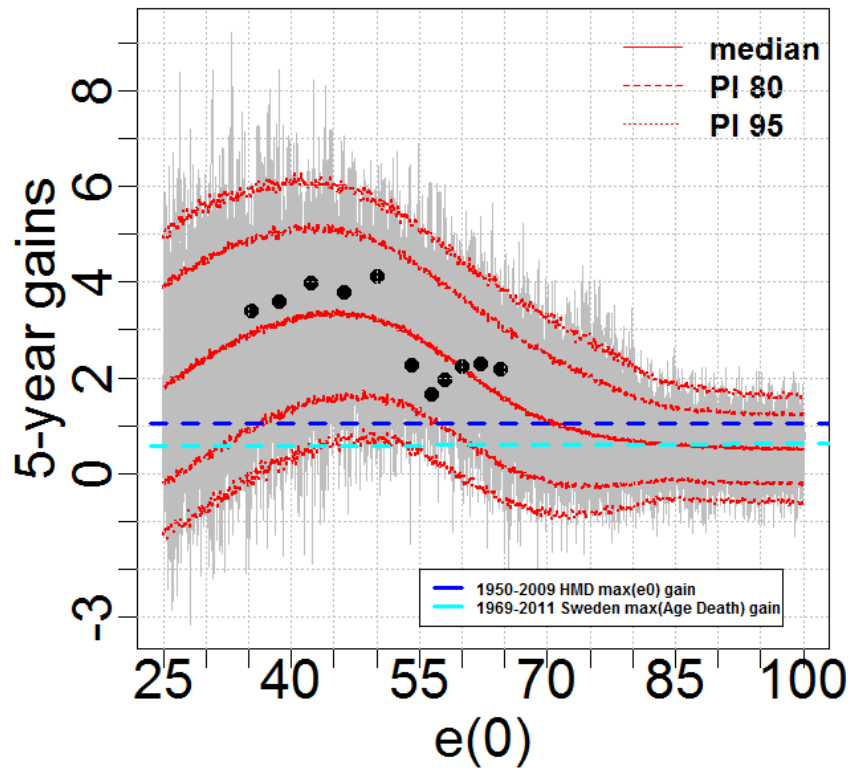 median
PI 80
PI 95
5-year gains
8
6
4
2
0
-3
1950-2009 HMD max(e0) gain
1969-2011 Sweden max(Age Death) gain
25 40 55 70 85 100
e(0)